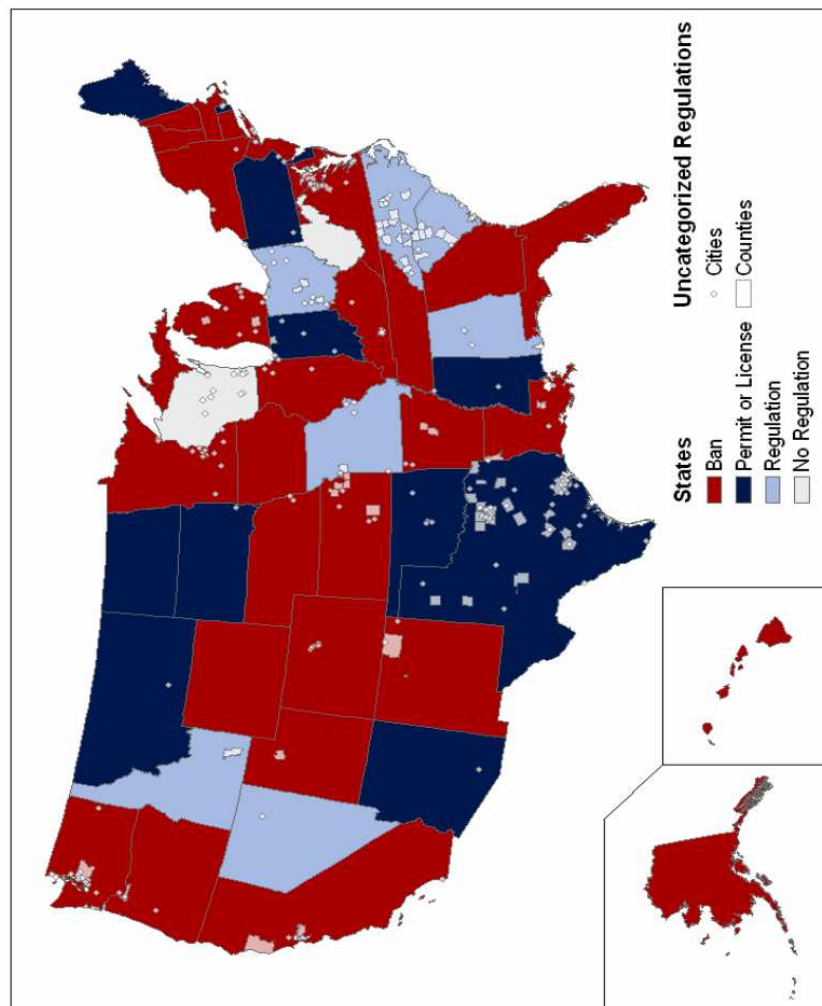 States
Ban
Permit or License
Regulation
No Regulation
Uncategorized Regulations
Cities
Counties